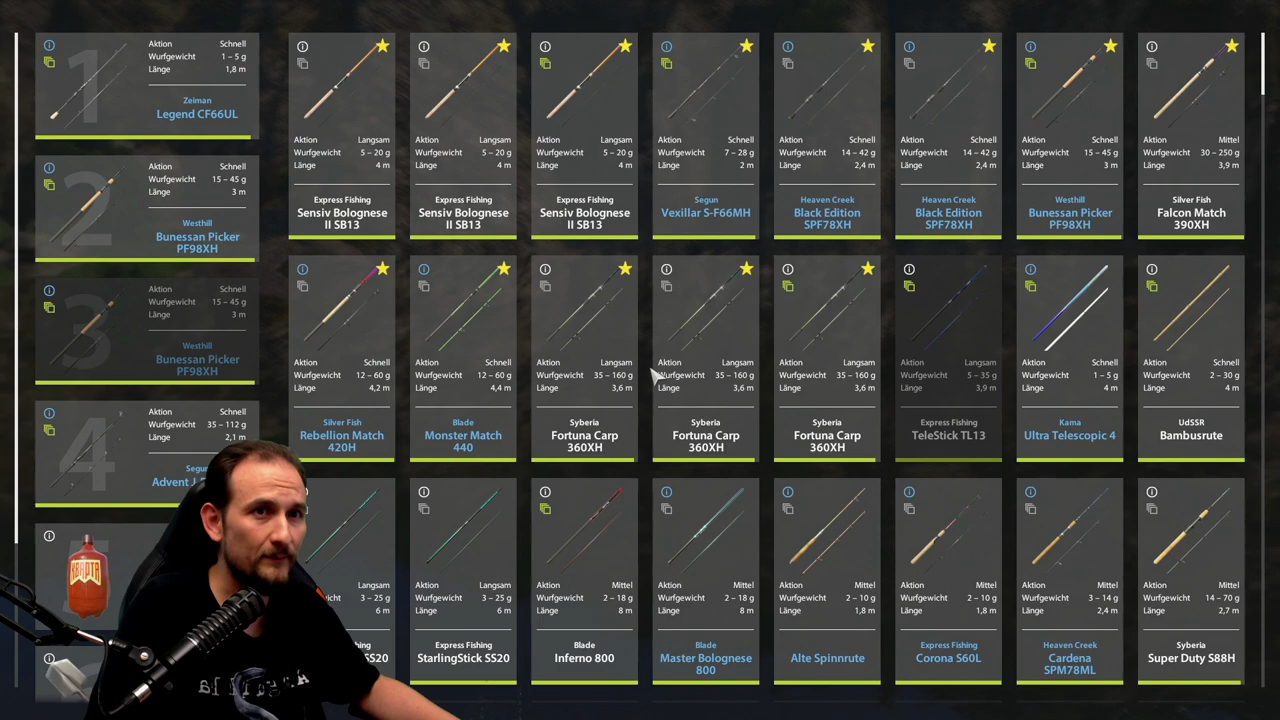 1
Aktion Schnell
Wurfgewicht 1 – 5 g
Länge 1,8 m
Zeiman
Legend CF66UL
2
Aktion Schnell
Wurfgewicht 15 – 45 g
Länge 3 m
Westhill
Bunessan Picker
PF98XH
3
Aktion Schnell
Wurfgewicht 15 – 45 g
Länge 3 m
Westhill
Bunessan Picker
PF98XH
4
Aktion Schnell
Wurfgewicht 35 – 112 g
Länge 2,1 m
Segun
Advent
Aktion Langsam
Wurfgewicht 5 – 20 g
Länge 4 m
Express Fishing
Sensiv Bolognese
II SB13
Aktion Langsam
Wurfgewicht 5 – 20 g
Länge 4 m
Express Fishing
Sensiv Bolognese
II SB13
Aktion Langsam
Wurfgewicht 5 – 20 g
Länge 4 m
Express Fishing
Sensiv Bolognese
II SB13
Aktion Schnell
Wurfgewicht 7 – 28 g
Länge 2 m
Segun
Vexillar S-F66MH
Aktion Schnell
Wurfgewicht 14 – 42 g
Länge 2,4 m
Heaven Creek
Black Edition
SPF78XH
Aktion Schnell
Wurfgewicht 14 – 42 g
Länge 2,4 m
Heaven Creek
Black Edition
SPF78XH
Aktion Schnell
Wurfgewicht 15 – 45 g
Länge 3 m
Westhill
Bunessan Picker
PF98XH
Aktion Mittel
Wurfgewicht 30 – 250 g
Länge 3,9 m
Silver Fish
Falcon Match
390XH
Aktion Schnell
Wurfgewicht 12 – 60 g
Länge 4,2 m
Silver Fish
Rebellion Match
420H
Aktion Schnell
Wurfgewicht 12 – 60 g
Länge 4,4 m
Blade
Monster Match
440
Aktion Langsam
Wurfgewicht 35 – 160 g
Länge 3,6 m
Syberia
Fortuna Carp
360XH
Aktion Langsam
Wurfgewicht 35 – 160 g
Länge 3,6 m
Syberia
Fortuna Carp
360XH
Aktion Langsam
Wurfgewicht 35 – 160 g
Länge 3,6 m
Syberia
Fortuna Carp
360XH
Aktion Langsam
Wurfgewicht 5 – 35 g
Länge 3,9 m
Express Fishing
TeleStick TL13
Aktion Schnell
Wurfgewicht 1 – 5 g
Länge 4 m
Kama
Ultra Telescopic 4
Aktion Schnell
Wurfgewicht 2 – 30 g
Länge 4 m
UdSSR
Bambusrute
Langsam
3 – 25 g
6 m
SS20
Aktion Langsam
Wurfgewicht 3 – 25 g
Länge 6 m
Express Fishing
StarlingStick SS20
Aktion Mittel
Wurfgewicht 2 – 18 g
Länge 8 m
Blade
Inferno 800
Aktion Mittel
Wurfgewicht 2 – 18 g
Länge 8 m
Blade
Master Bolognese
800
Aktion Mittel
Wurfgewicht 2 – 10 g
Länge 1,8 m
Alte Spinnrute
Aktion Mittel
Wurfgewicht 2 – 10 g
Länge 1,8 m
Express Fishing
Corona S60L
Aktion Mittel
Wurfgewicht 3 – 14 g
Länge 2,4 m
Heaven Creek
Cardena
SPM78ML
Aktion Mittel
Wurfgewicht 14 – 70 g
Länge 2,7 m
Syberia
Super Duty S88H